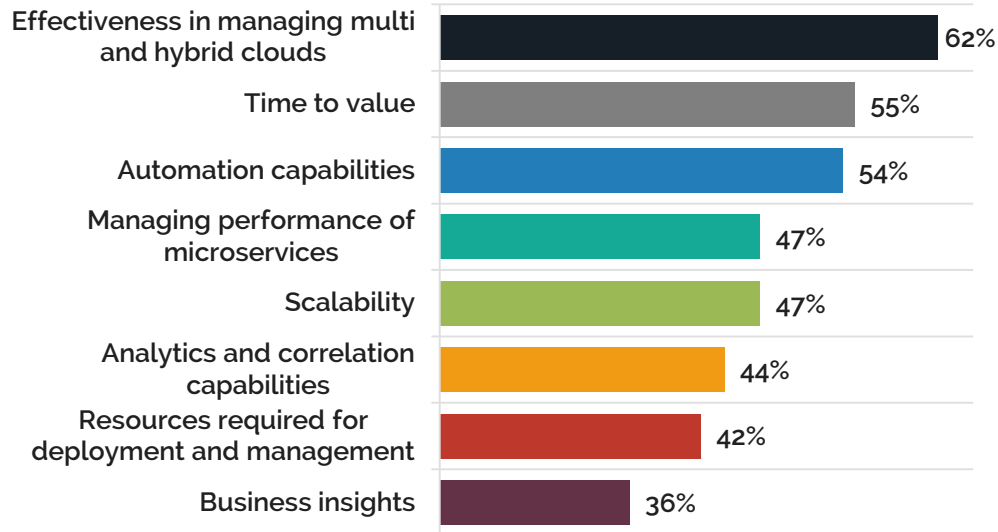 Effectiveness in managing multi
and hybrid clouds
62%
Time to value
55%
Automation capabilities
54%
Managing performance of
microservices
47%
Scalability
47%
Analytics and correlation
capabilities
44%
Resources required for
deployment and management
42%
Business insights
36%